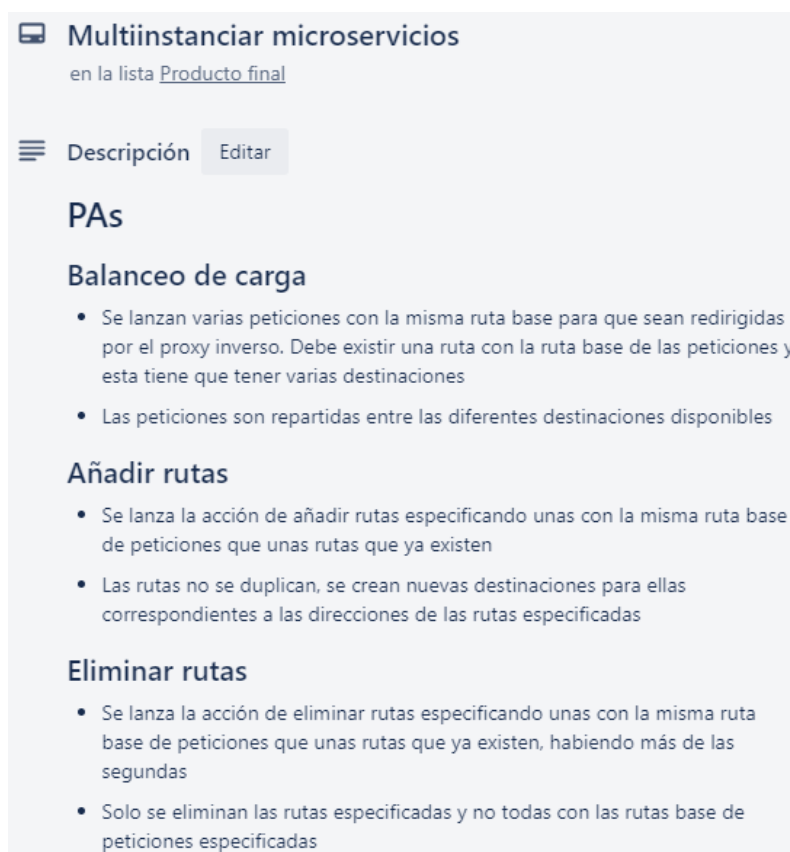 Multiinstanciar microservicios
en la lista Producto final
Descripción Editar
PAs
Balanceo de carga
• Se lanzan varias peticiones con la misma ruta base para que sean redirigidas
por el proxy inverso. Debe existir una ruta con la ruta base de las peticiones y
esta tiene que tener varias destinaciones
• Las peticiones son repartidas entre las diferentes destinaciones disponibles
Añadir rutas
• Se lanza la acción de añadir rutas especificando unas con la misma ruta base
de peticiones que unas rutas que ya existen
• Las rutas no se duplican, se crean nuevas destinaciones para ellas
correspondientes a las direcciones de las rutas especificadas
Eliminar rutas
• Se lanza la acción de eliminar rutas especificando unas con la misma ruta
base de peticiones que unas rutas que ya existen, habiendo más de las
segundas
• Solo se eliminan las rutas especificadas y no todas con las rutas base de
peticiones especificadas